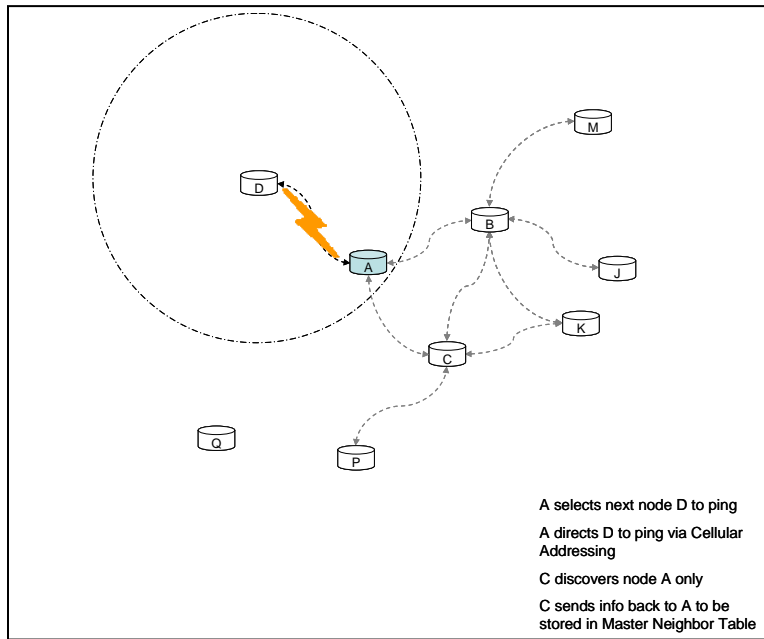 M
D
B
A
J
K
C
Q
P
A selects next node D to ping
A directs D to ping via Cellular
Addressing
C discovers node A only
C sends info back to A to be
stored in Master Neighbor Table